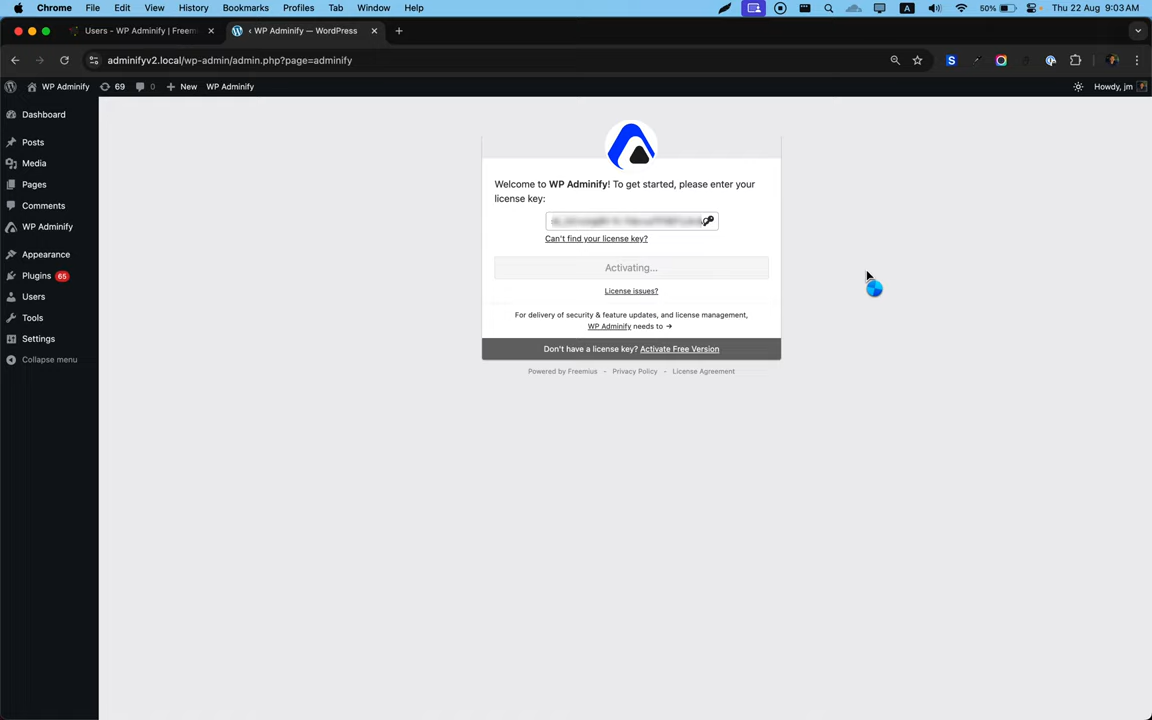 Chrome File Edit View History Bookmarks Profiles Tab Window Help
A 50% Thu 22 Aug 9:03 AM
Users - WP Adminify | Freem
‹ WP Adminify — WordPress
adminifyv2.local/wp-admin/admin.php?page=adminify
WP Adminify 69 0 New WP Adminify
Howdy, jm
Dashboard
Posts
Media
Pages
Comments
WP Adminify
Appearance
Plugins 65
Users
Tools
Settings
Collapse menu
Welcome to WP Adminify! To get started, please enter your
license key:
Can't find your license key?
Activating...
License issues?
For delivery of security & feature updates, and license management,
WP Adminify needs to →
Don't have a license key? Activate Free Version
Powered by Freemius - Privacy Policy - License Agreement